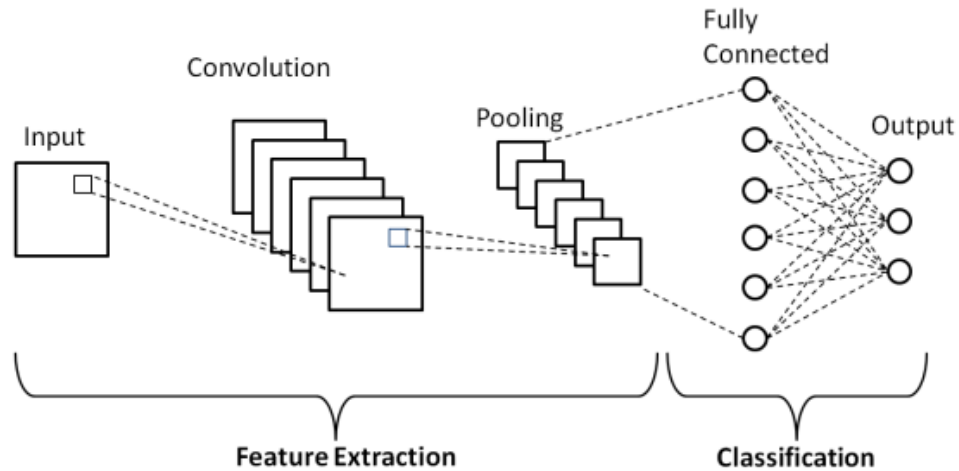 Fully
Connected
Convolution
Pooling
Output
Input
Feature Extraction
Classification